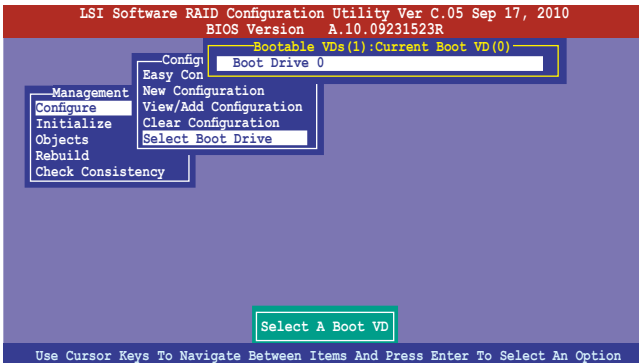 LSI Software RAID Configuration Utility Ver C.05 Sep 17, 2010
BIOS Version A.10.09231523R
Bootable VDs(1):Current Boot VD(0)
Boot Drive 0
Config
Easy Con
New Configuration
View/Add Configuration
Clear Configuration
Select Boot Drive
Management
Configure
Initialize
Objects
Rebuild
Check Consistency
Select A Boot VD
Use Cursor Keys To Navigate Between Items And Press Enter To Select An Option